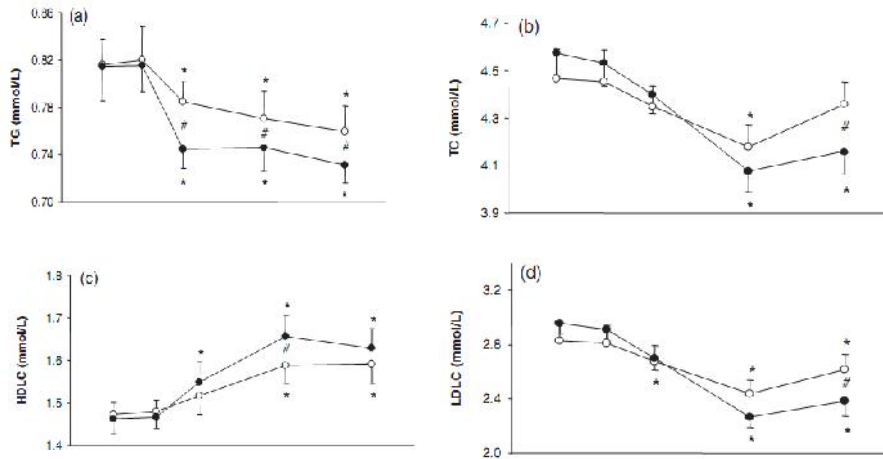 (a)
TG (mmol/L)
0.86
0.82
0.78
0.74
0.70
* * *
# # #
* * *
(b)
TC (mmol/L)
4.7
4.5
4.3
4.1
3.9
*
#
* *
(c)
HDLC (mmol/L)
1.8
1.7
1.6
1.5
1.4
* * *
#
* *
(d)
LDLC (mmol/L)
3.2
2.8
2.4
2.0
* *
#
* * *